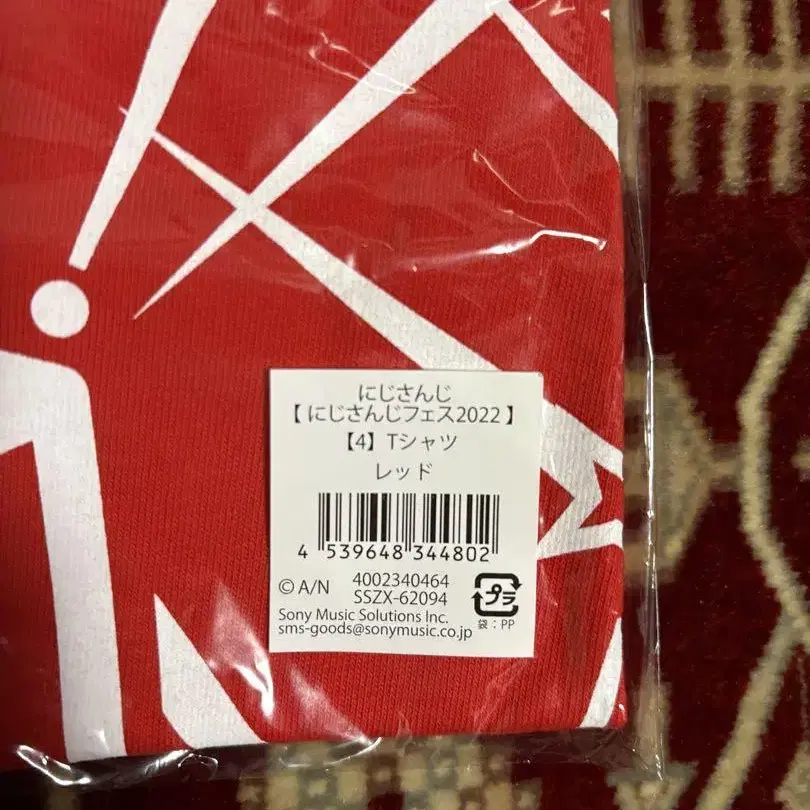 にじさんじ
【にじさんじフェス2022】
【4】Tシャツ
レッド
4 539648 344802
© A/N 4002340464
SSZX-62094
プラ
袋：PP
Sony Music Solutions Inc.
sms-goods@sonymusic.co.jp